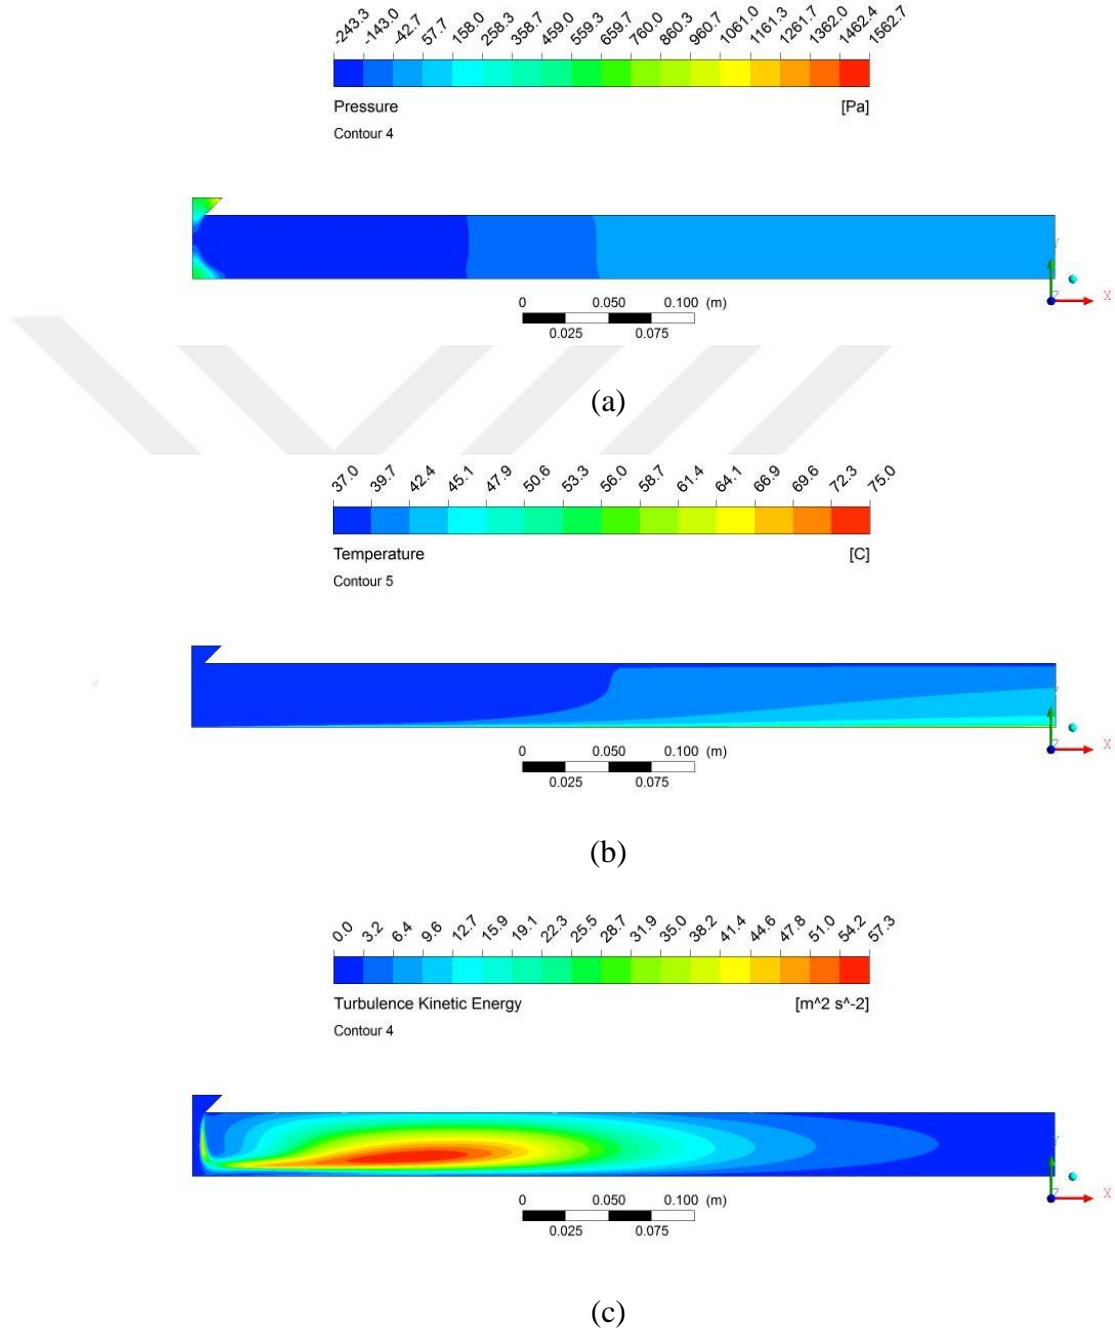 -243.3 -143.0 -42.7 57.7 158.0 258.3 358.7 459.0 559.3 659.7 760.0 860.3 960.7 1061.0 1161.3 1261.7 1362.0 1462.4 1562.7
Pressure [Pa]
Contour 4
Y
0 0.050 0.100 (m)
Z X
0.025 0.075
(a)
37.0 39.7 42.4 45.1 47.9 50.6 53.3 56.0 58.7 61.4 64.1 66.9 69.6 72.3 75.0
Temperature [C]
Contour 5
Y
0 0.050 0.100 (m)
Z X
0.025 0.075
(b)
0.0 3.2 6.4 9.6 12.7 15.9 19.1 22.3 25.5 28.7 31.9 35.0 38.2 41.4 44.6 47.8 51.0 54.2 57.3
Turbulence Kinetic Energy [m^2 s^-2]
Contour 4
Y
0 0.050 0.100 (m)
Z X
0.025 0.075
(c)